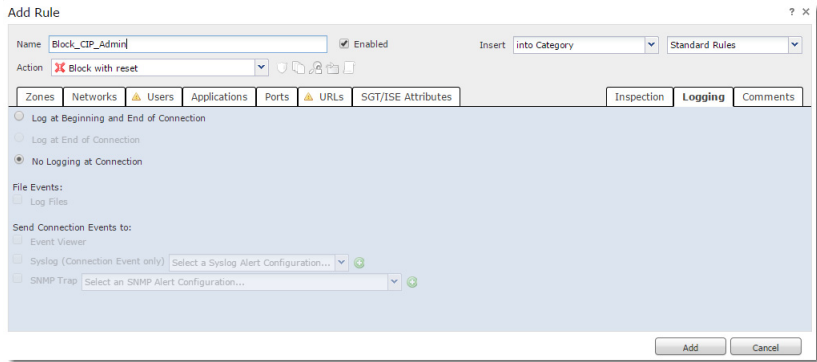 Add Rule ? ×
Name Block_CIP_Admin Enabled Insert into Category Standard Rules
Action Block with reset
Zones Networks Users Applications Ports URLs SGT/ISE Attributes Inspection Logging Comments
Log at Beginning and End of Connection
Log at End of Connection
No Logging at Connection
File Events:
Log Files
Send Connection Events to:
Event Viewer
Syslog (Connection Event only) Select a Syslog Alert Configuration...
SNMP Trap Select an SNMP Alert Configuration...
Add Cancel